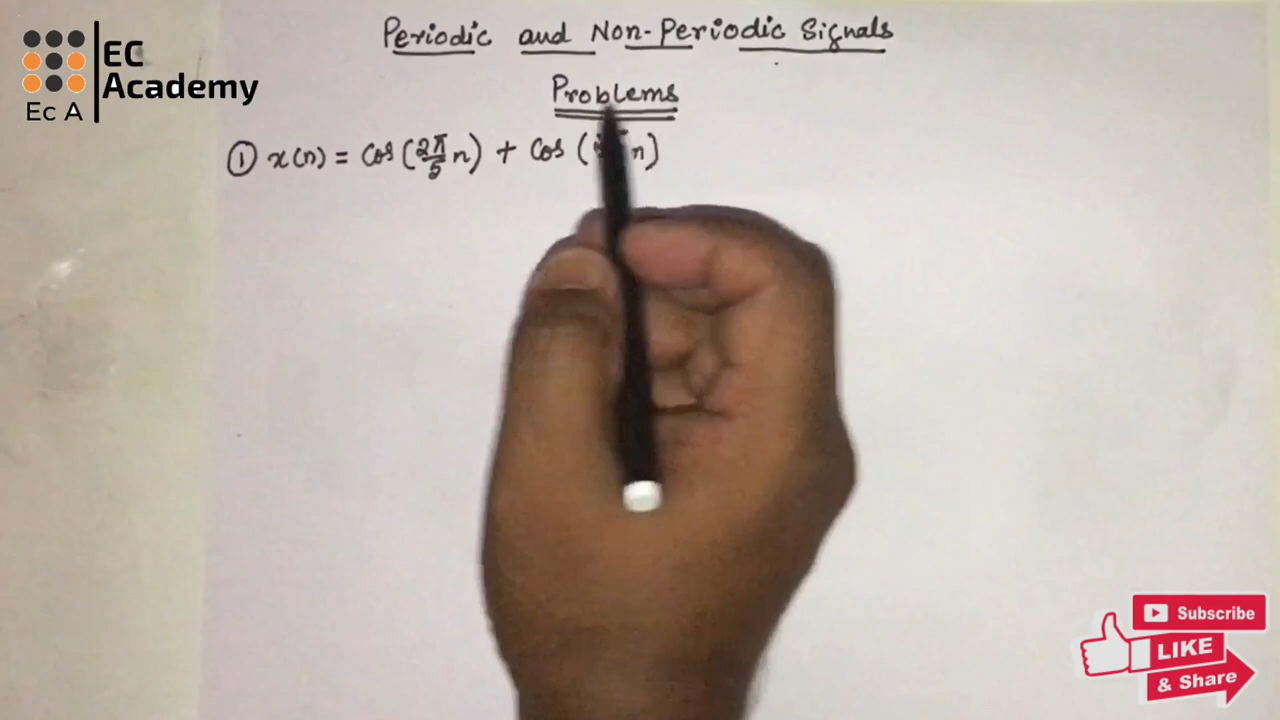 EC
Academy
Ec A
Periodic and Non-Periodic Signals
Problems
① x(n) = Cos (2π/5 n) + Cos ( n)
Subscribe
LIKE
& Share